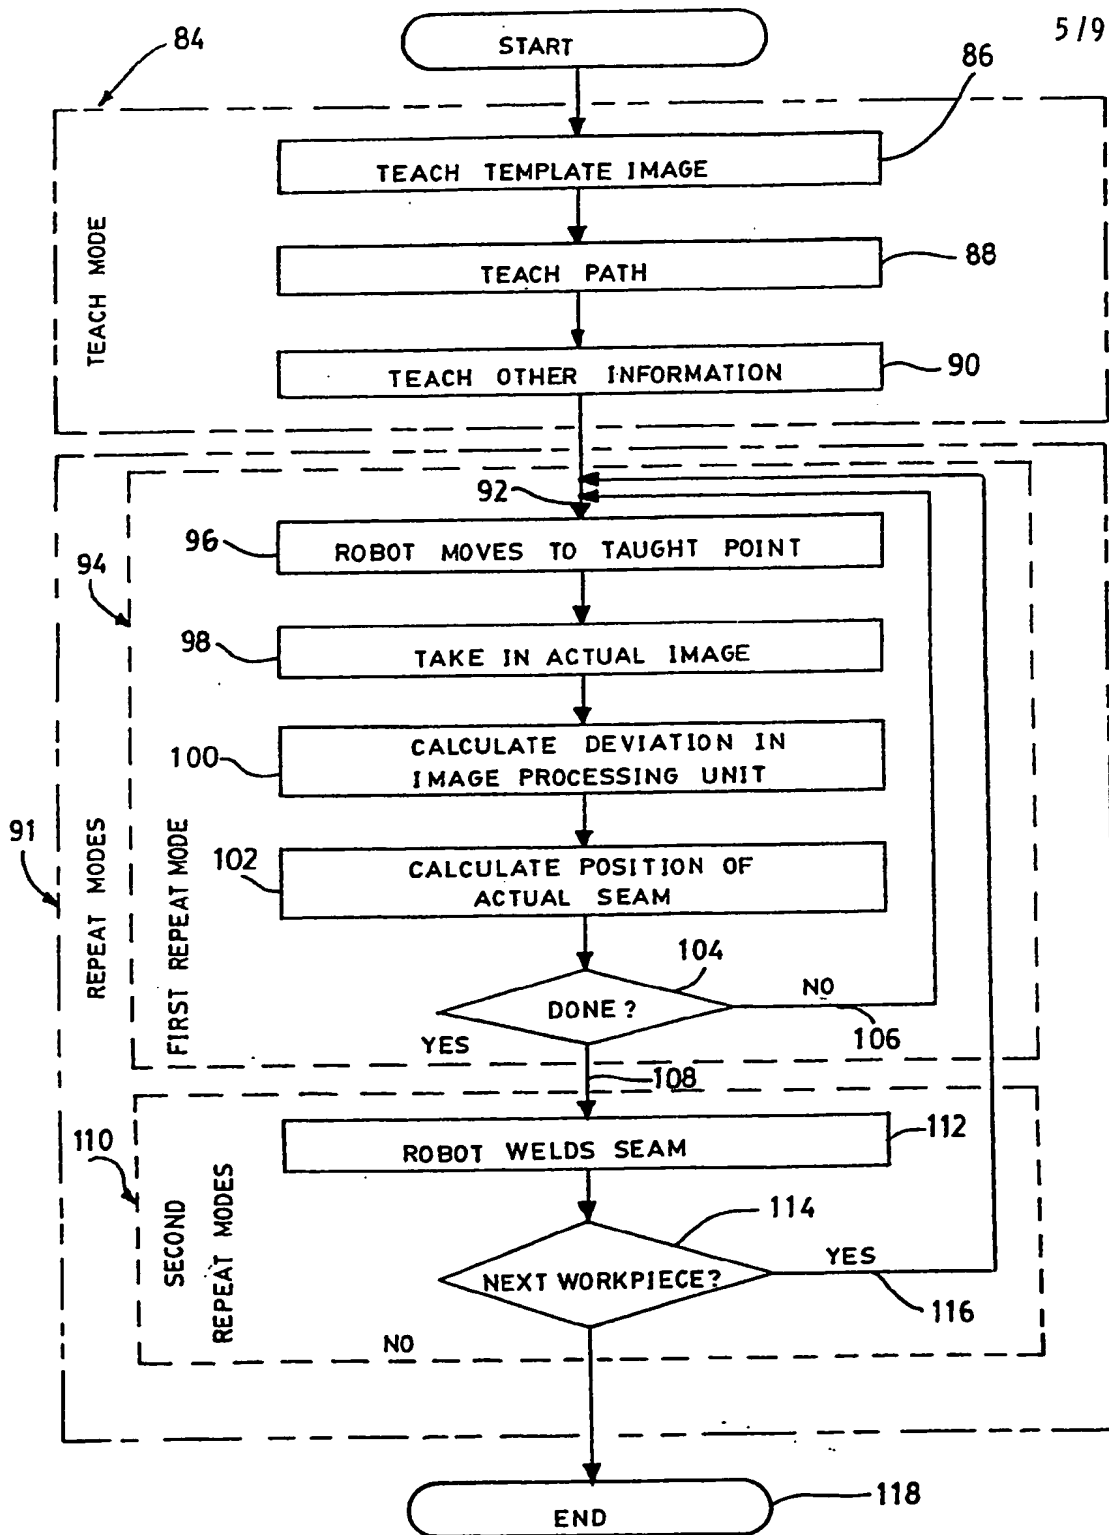 5/9
START
84
86
TEACH TEMPLATE IMAGE
TEACH PATH
88
TEACH OTHER INFORMATION
90
TEACH MODE
92
96
ROBOT MOVES TO TAUGHT POINT
94
98
TAKE IN ACTUAL IMAGE
100
CALCULATE DEVIATION IN
IMAGE PROCESSING UNIT
91
REPEAT MODES
FIRST REPEAT MODE
102
CALCULATE POSITION OF
ACTUAL SEAM
104
DONE?
NO
106
YES
108
110
ROBOT WELDS SEAM
112
SECOND
REPEAT MODES
114
NEXT WORKPIECE?
YES
116
NO
END
118